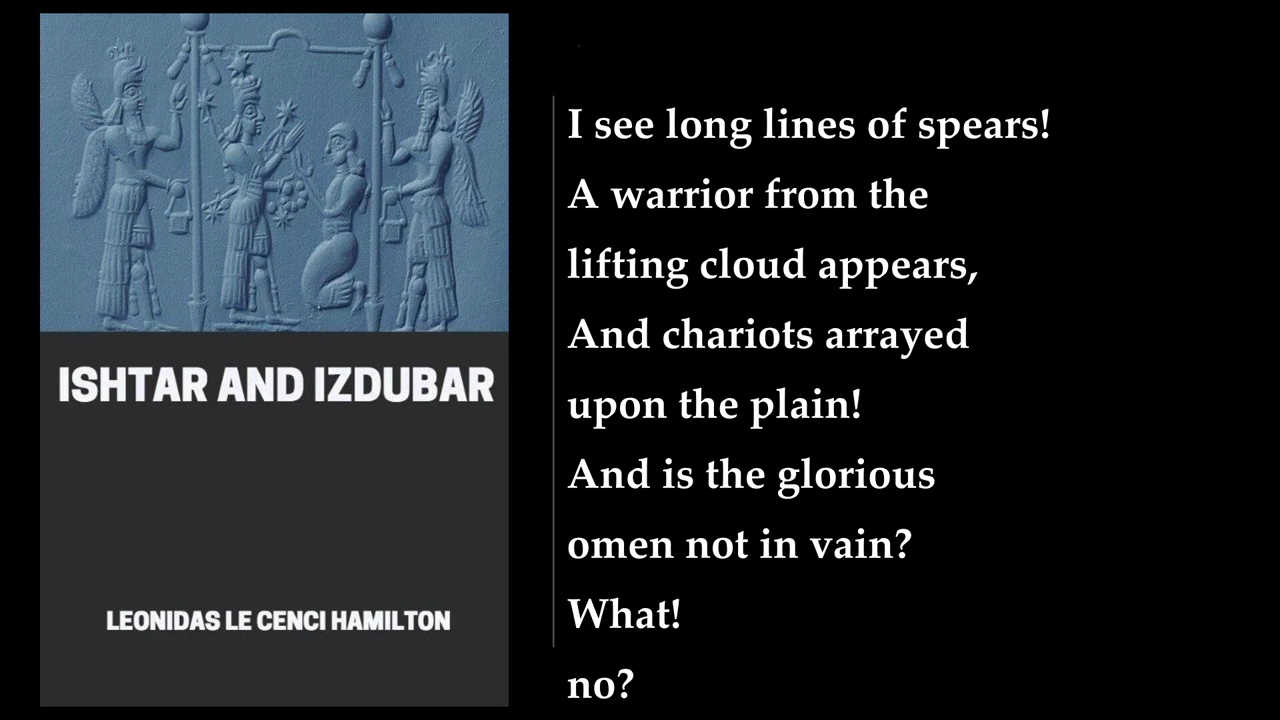 ISHTAR AND IZDUBAR
LEONIDAS LE CENCI HAMILTON
I see long lines of spears!
A warrior from the
lifting cloud appears,
And chariots arrayed
upon the plain!
And is the glorious
omen not in vain?
What!
no?